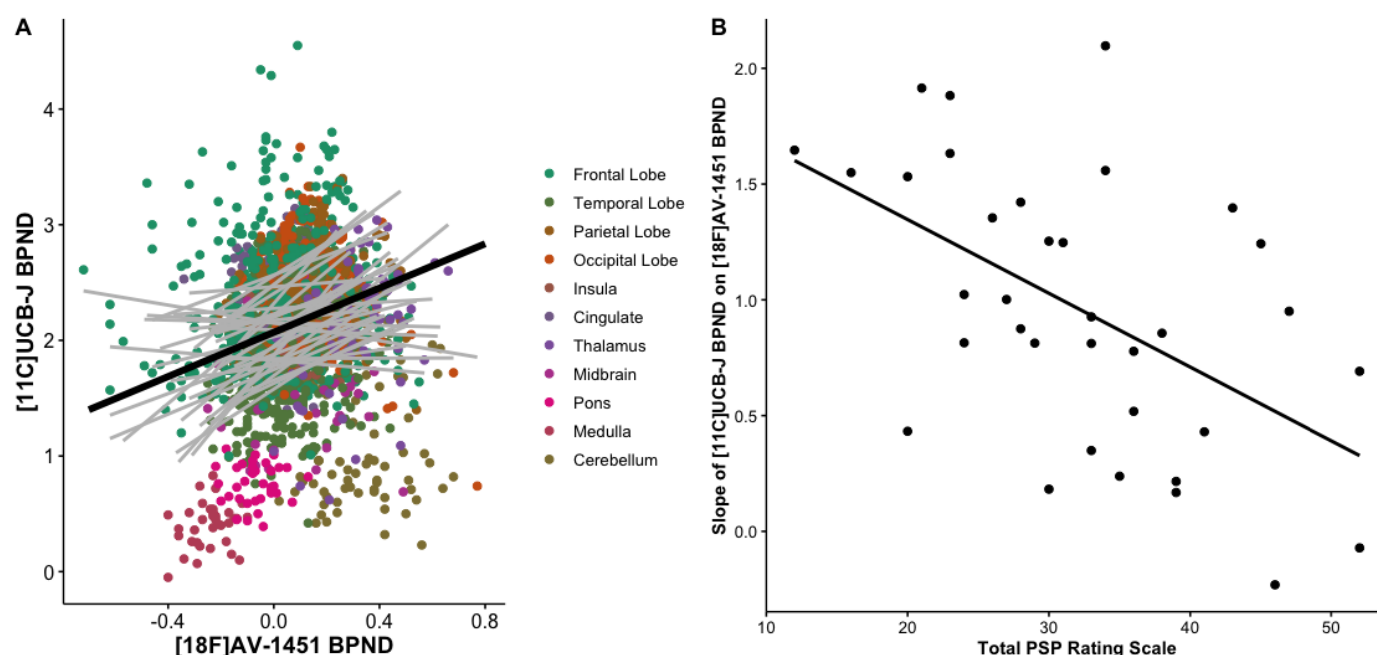 A
[11C]UCB-J BPND
4
3
2
1
0
-0.4 0.0 0.4 0.8
[18F]AV-1451 BPND
Frontal Lobe
Temporal Lobe
Parietal Lobe
Occipital Lobe
Insula
Cingulate
Thalamus
Midbrain
Pons
Medulla
Cerebellum
B
Slope of [11C]UCB-J BPND on [18F]AV-1451 BPND
2.0
1.5
1.0
0.5
0.0
10 20 30 40 50
Total PSP Rating Scale